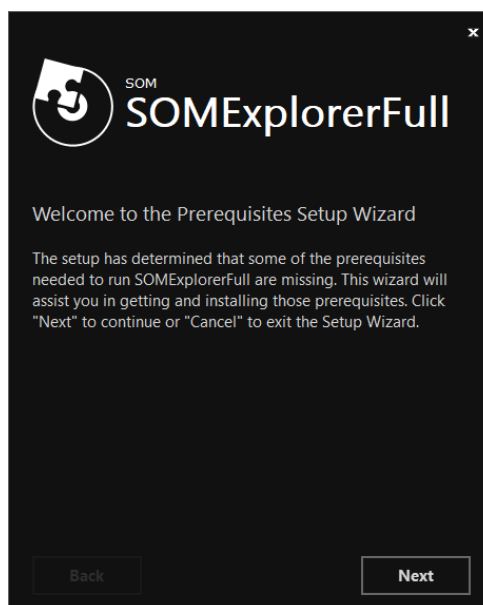 x
SOM
SOMExplorerFull
Welcome to the Prerequisites Setup Wizard
The setup has determined that some of the prerequisites
needed to run SOMExplorerFull are missing. This wizard will
assist you in getting and installing those prerequisites. Click
"Next" to continue or "Cancel" to exit the Setup Wizard.
Back
Next